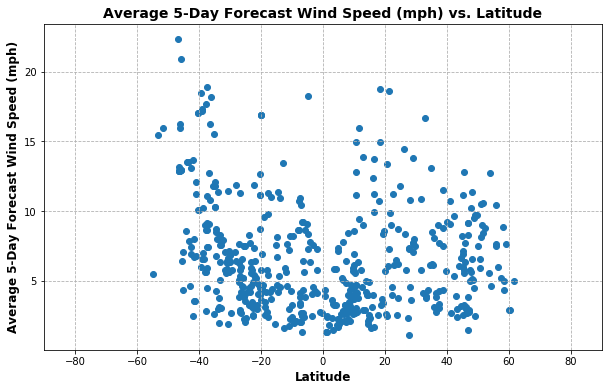 Average 5-Day Forecast Wind Speed (mph) vs. Latitude
Average 5-Day Forecast Wind Speed (mph)
20
15
10
5
−80 −60 −40 −20 0 20 40 60 80
Latitude